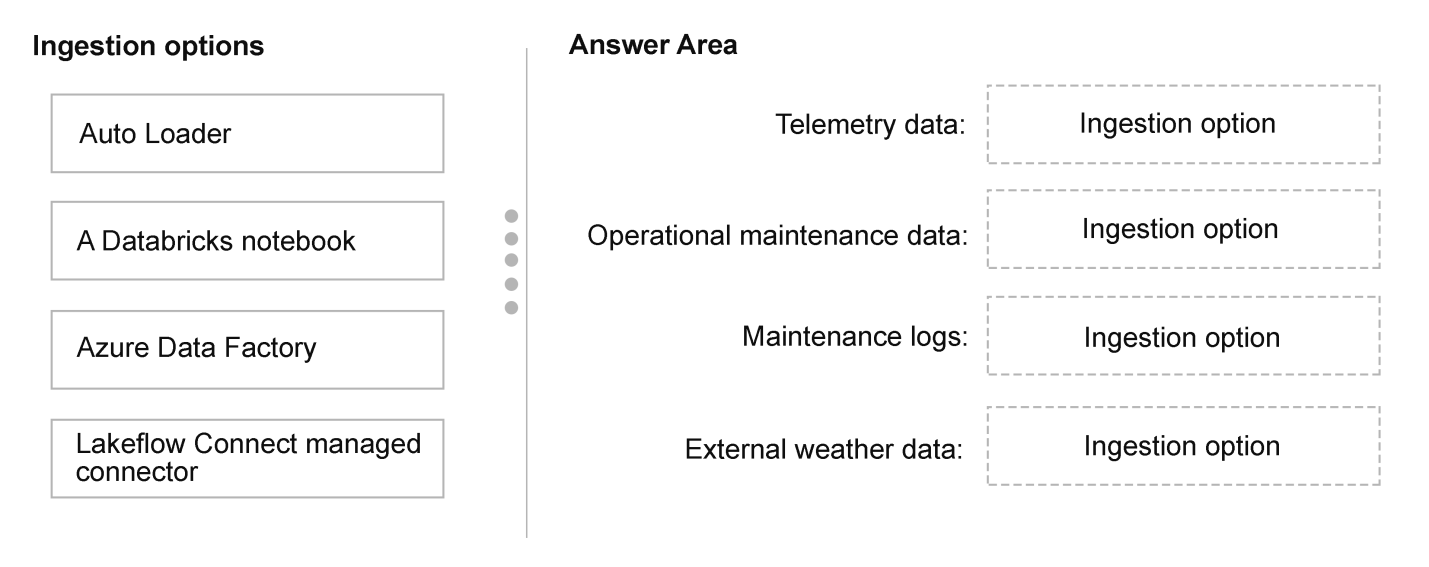 Ingestion options
Auto Loader
A Databricks notebook
Azure Data Factory
Lakeflow Connect managed
connector
Answer Area
Telemetry data:
Ingestion option
Operational maintenance data:
Ingestion option
Maintenance logs:
Ingestion option
External weather data:
Ingestion option